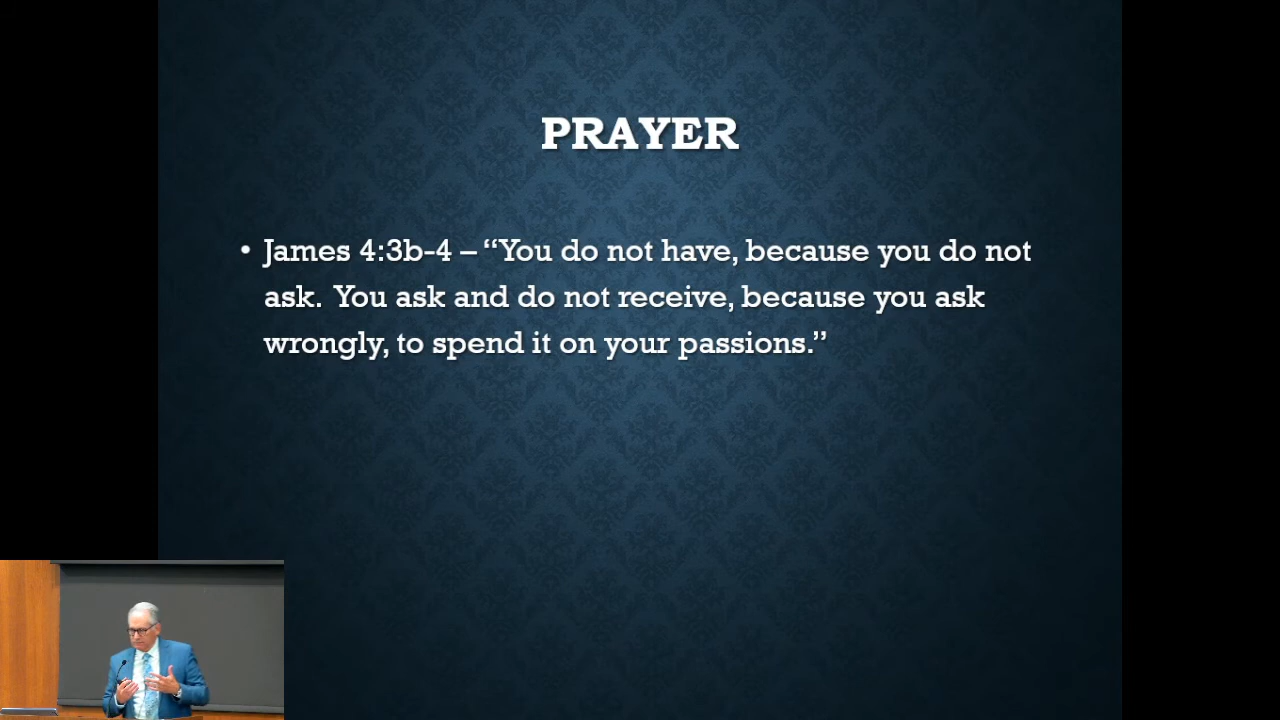 PRAYER
• James 4:3b-4 – “You do not have, because you do not
ask.  You ask and do not receive, because you ask
wrongly, to spend it on your passions.”